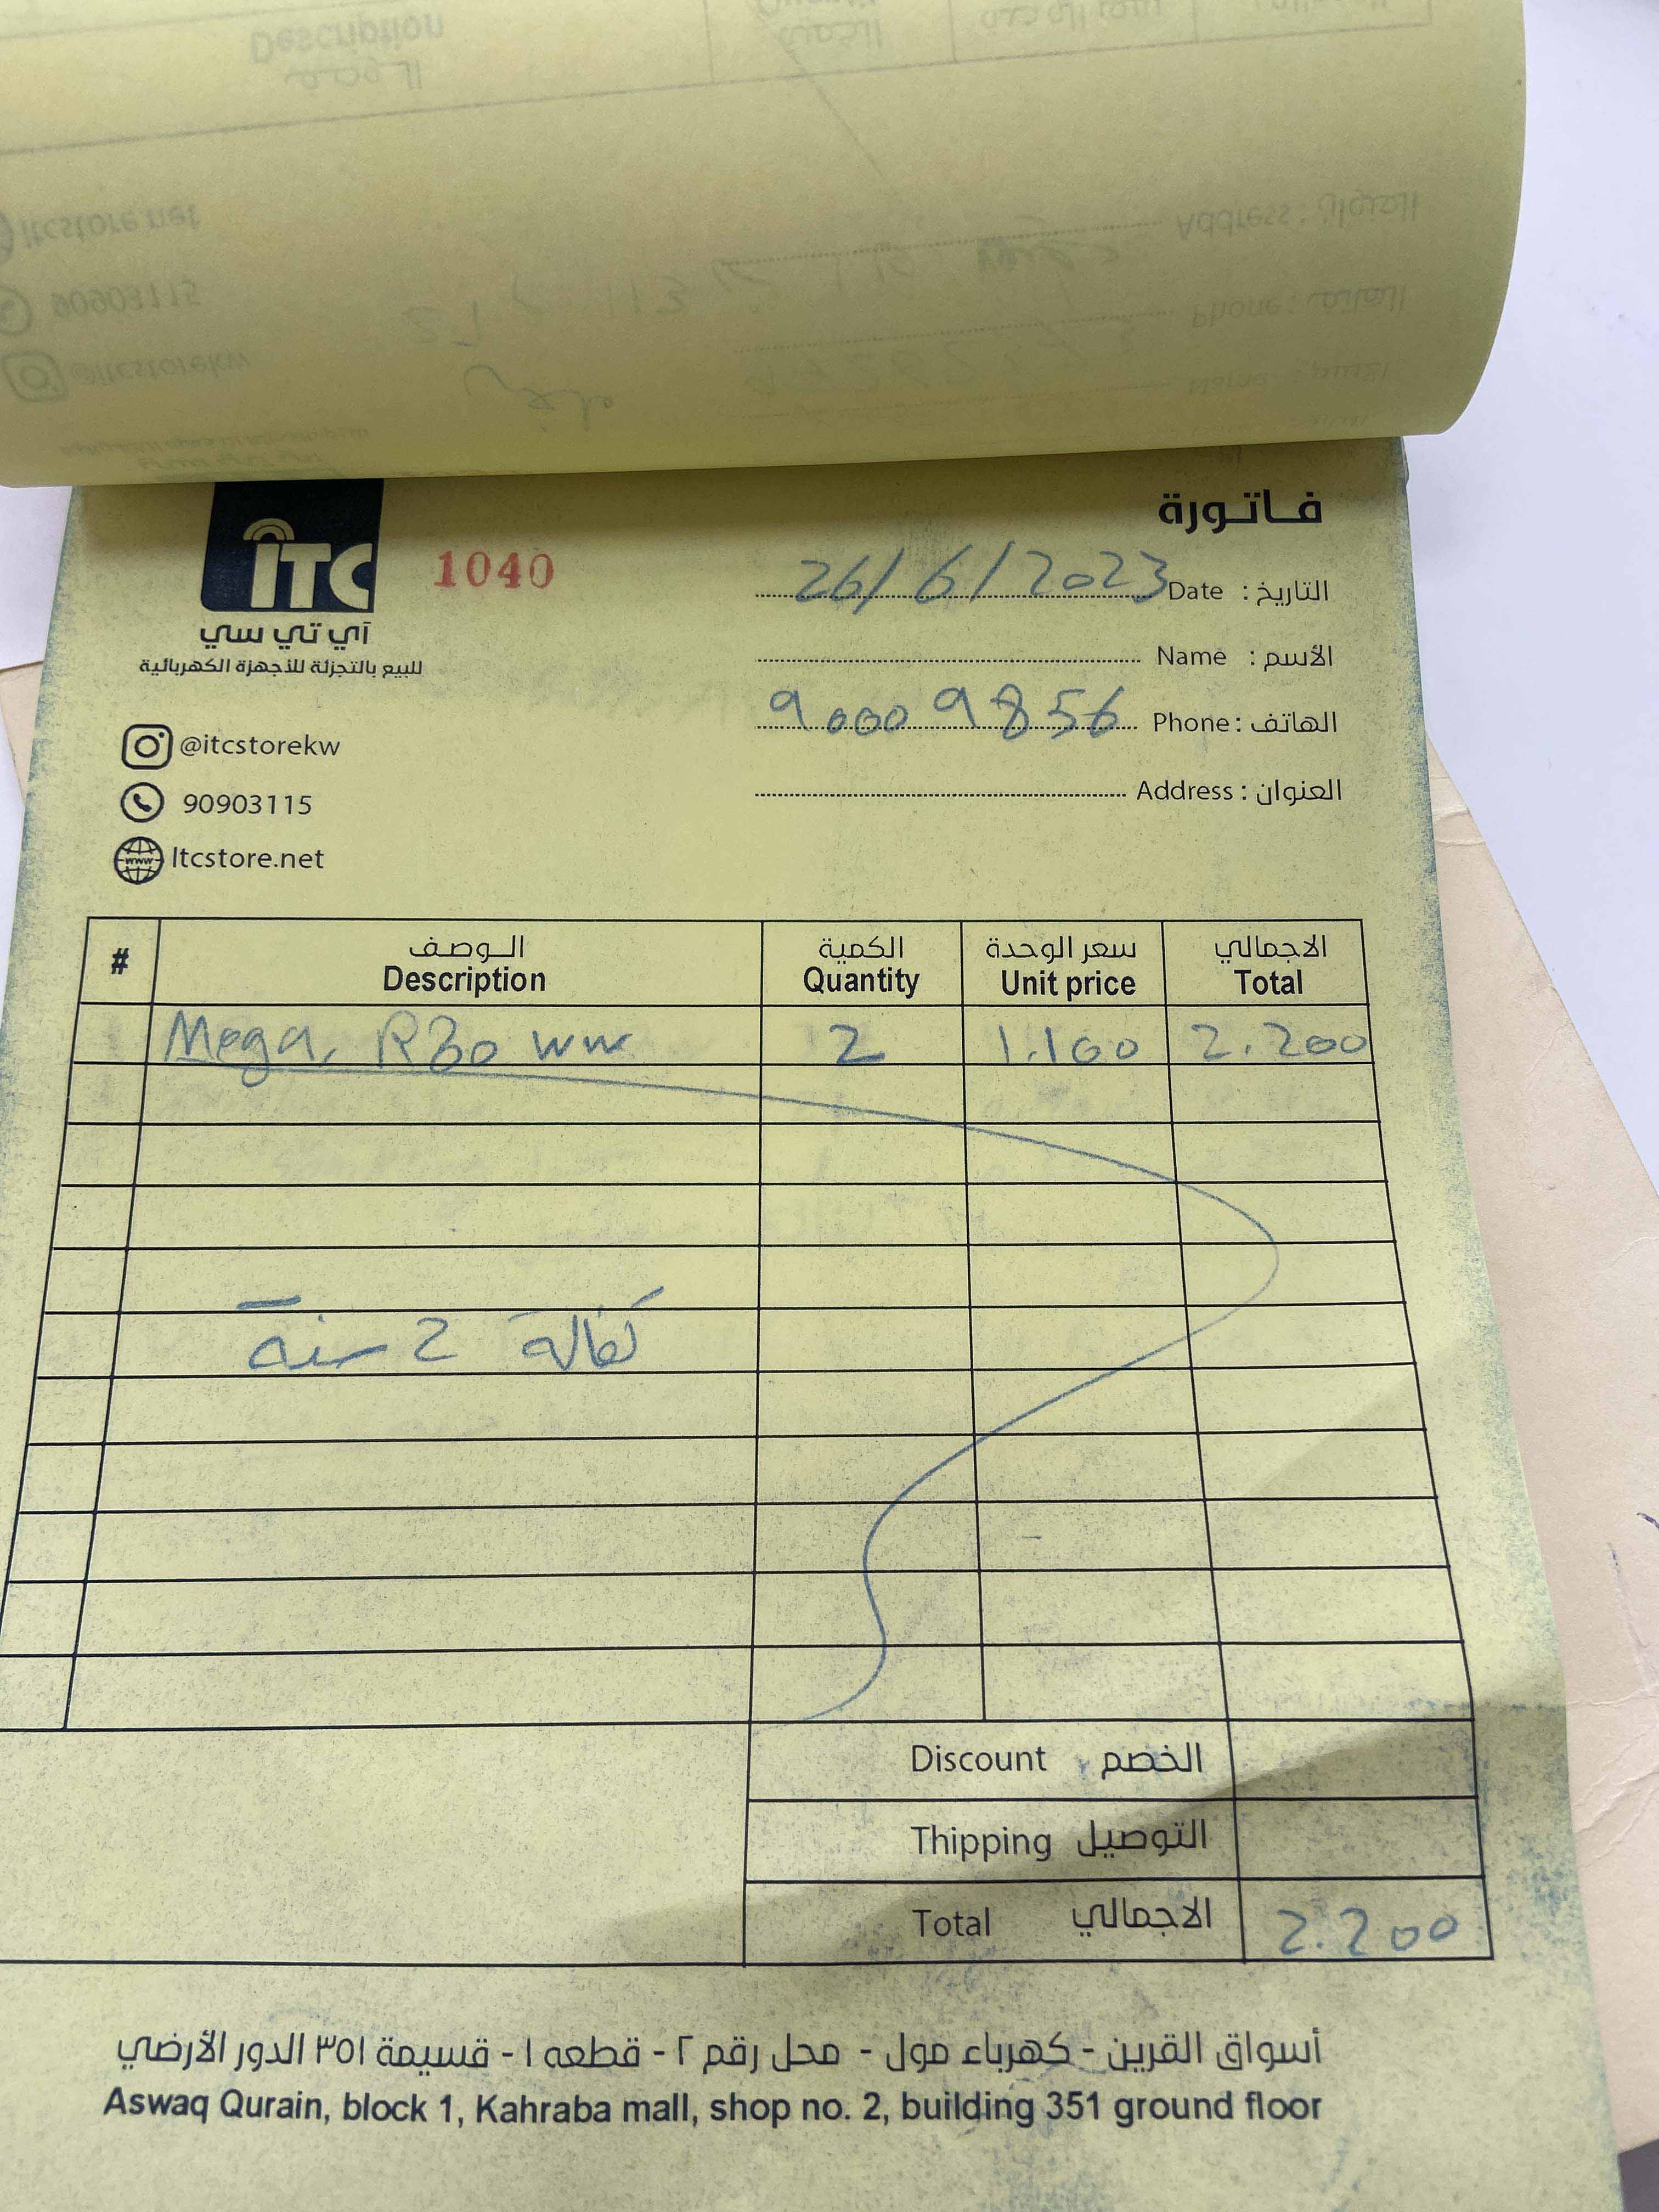 فاتورة
ITC
1040
آي تي سي
للبيع بالتجزئة للأجهزة الكهربائية
26/6/2023 Date : التاريخ
Name : الأسم
90009856 Phone : الهاتف
Address : العنوان
@itcstorekw
90903115
www
Itcstore.net
# الـوصـف الكمية سعر الوحدة الاجمالي
Description Quantity Unit price Total
Mega R30 ww 2 1.100 2.200
كفالة 2 سنة
Discount الخصم
Thipping التوصيل
Total الاجمالي 2.200
أسواق القرين - كهرباء مول - محل رقم ٢ - قطعه ١ - قسيمة ٣٥١ الدور الأرضي
Aswaq Qurain, block 1, Kahraba mall, shop no. 2, building 351 ground floor